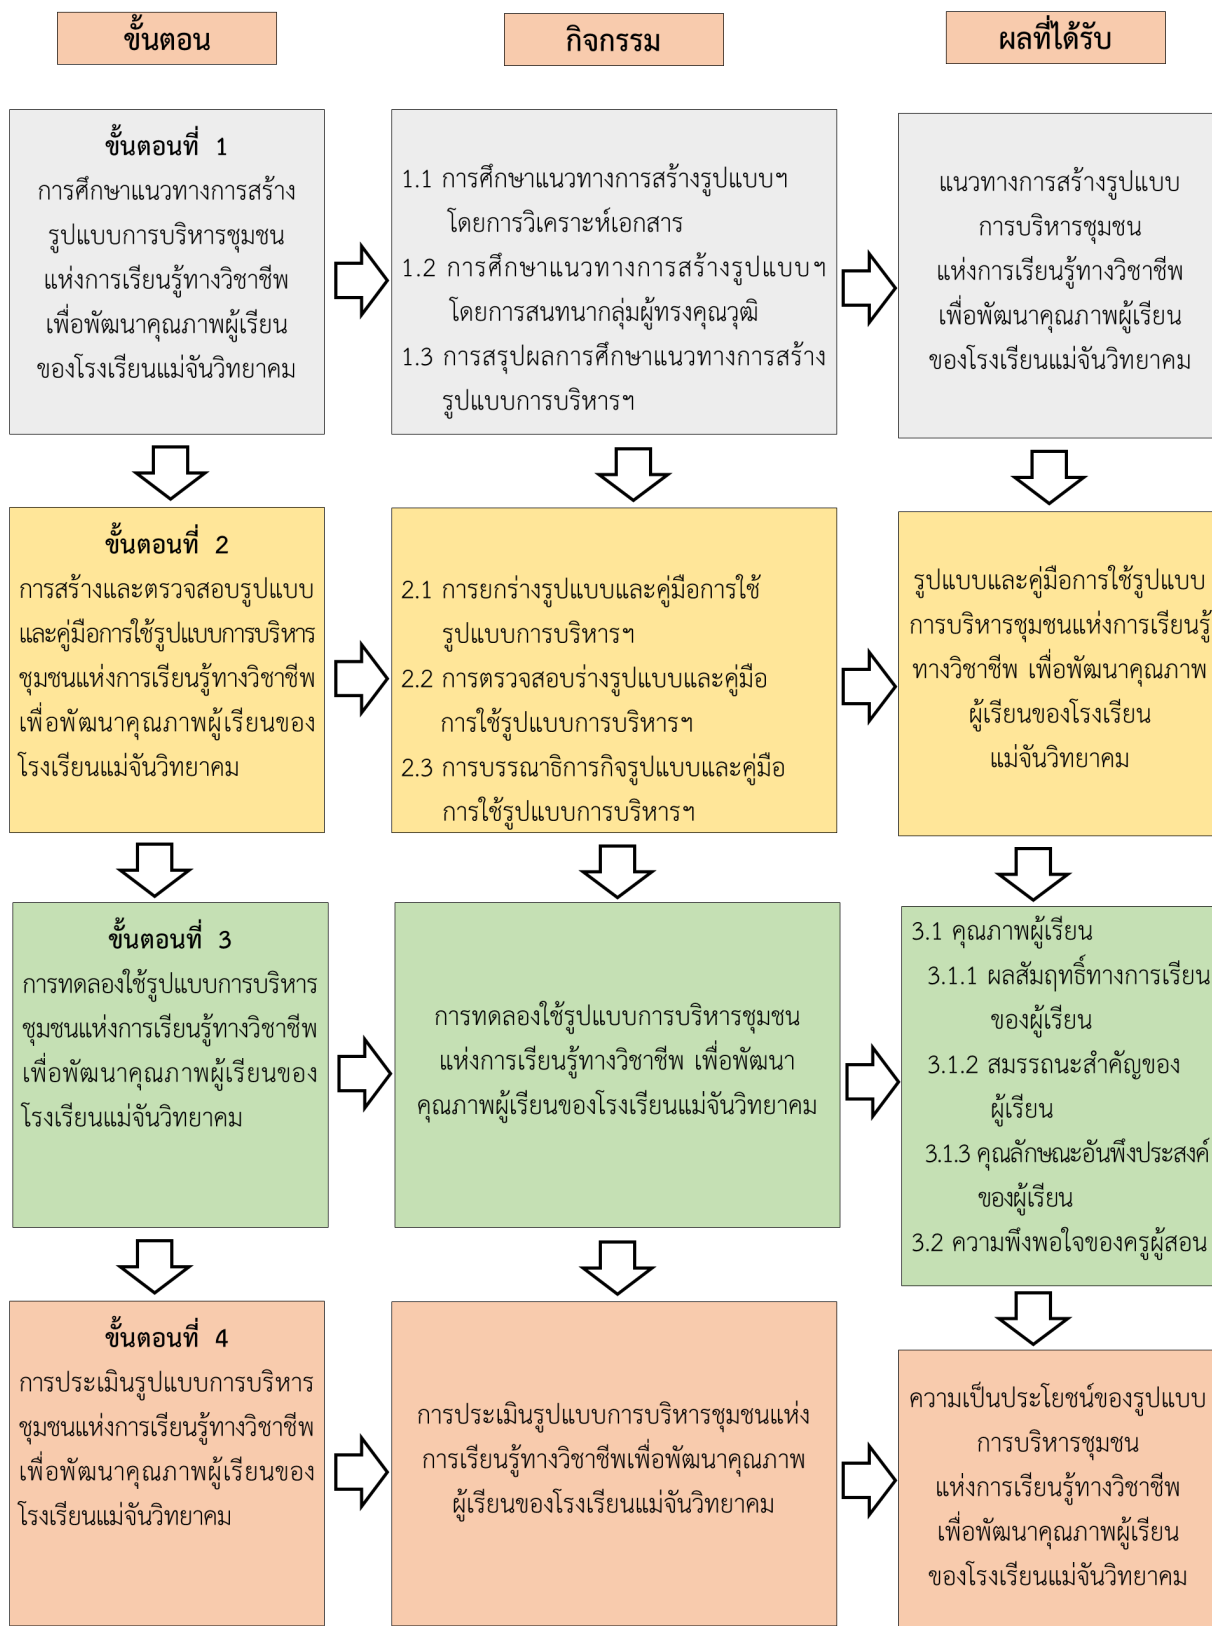 ขั้นตอน
กิจกรรม
ผลที่ได้รับ
ขั้นตอนที่ 1
การศึกษาแนวทางการสร้าง
รูปแบบการบริหารชุมชน
แห่งการเรียนรู้ทางวิชาชีพ
เพื่อพัฒนาคุณภาพผู้เรียน
ของโรงเรียนแม่จันวิทยาคม
1.1 การศึกษาแนวทางการสร้างรูปแบบฯ
โดยการวิเคราะห์เอกสาร
1.2 การศึกษาแนวทางการสร้างรูปแบบฯ
โดยการสนทนากลุ่มผู้ทรงคุณวุฒิ
1.3 การสรุปผลการศึกษาแนวทางการสร้าง
รูปแบบการบริหารฯ
แนวทางการสร้างรูปแบบ
การบริหารชุมชน
แห่งการเรียนรู้ทางวิชาชีพ
เพื่อพัฒนาคุณภาพผู้เรียน
ของโรงเรียนแม่จันวิทยาคม
ขั้นตอนที่ 2
การสร้างและตรวจสอบรูปแบบ
และคู่มือการใช้รูปแบบการบริหาร
ชุมชนแห่งการเรียนรู้ทางวิชาชีพ
เพื่อพัฒนาคุณภาพผู้เรียนของ
โรงเรียนแม่จันวิทยาคม
2.1 การยกร่างรูปแบบและคู่มือการใช้
รูปแบบการบริหารฯ
2.2 การตรวจสอบร่างรูปแบบและคู่มือ
การใช้รูปแบบการบริหารฯ
2.3 การบรรณาธิการกิจรูปแบบและคู่มือ
การใช้รูปแบบการบริหารฯ
รูปแบบและคู่มือการใช้รูปแบบ
การบริหารชุมชนแห่งการเรียนรู้
ทางวิชาชีพ เพื่อพัฒนาคุณภาพ
ผู้เรียนของโรงเรียน
แม่จันวิทยาคม
ขั้นตอนที่ 3
การทดลองใช้รูปแบบการบริหาร
ชุมชนแห่งการเรียนรู้ทางวิชาชีพ
เพื่อพัฒนาคุณภาพผู้เรียนของ
โรงเรียนแม่จันวิทยาคม
การทดลองใช้รูปแบบการบริหารชุมชน
แห่งการเรียนรู้ทางวิชาชีพ เพื่อพัฒนา
คุณภาพผู้เรียนของโรงเรียนแม่จันวิทยาคม
3.1 คุณภาพผู้เรียน
3.1.1 ผลสัมฤทธิ์ทางการเรียน
ของผู้เรียน
3.1.2 สมรรถนะสำคัญของ
ผู้เรียน
3.1.3 คุณลักษณะอันพึงประสงค์
ของผู้เรียน
3.2 ความพึงพอใจของครูผู้สอน
ขั้นตอนที่ 4
การประเมินรูปแบบการบริหาร
ชุมชนแห่งการเรียนรู้ทางวิชาชีพ
เพื่อพัฒนาคุณภาพผู้เรียนของ
โรงเรียนแม่จันวิทยาคม
การประเมินรูปแบบการบริหารชุมชนแห่ง
การเรียนรู้ทางวิชาชีพเพื่อพัฒนาคุณภาพ
ผู้เรียนของโรงเรียนแม่จันวิทยาคม
ความเป็นประโยชน์ของรูปแบบ
การบริหารชุมชน
แห่งการเรียนรู้ทางวิชาชีพ
เพื่อพัฒนาคุณภาพผู้เรียน
ของโรงเรียนแม่จันวิทยาคม